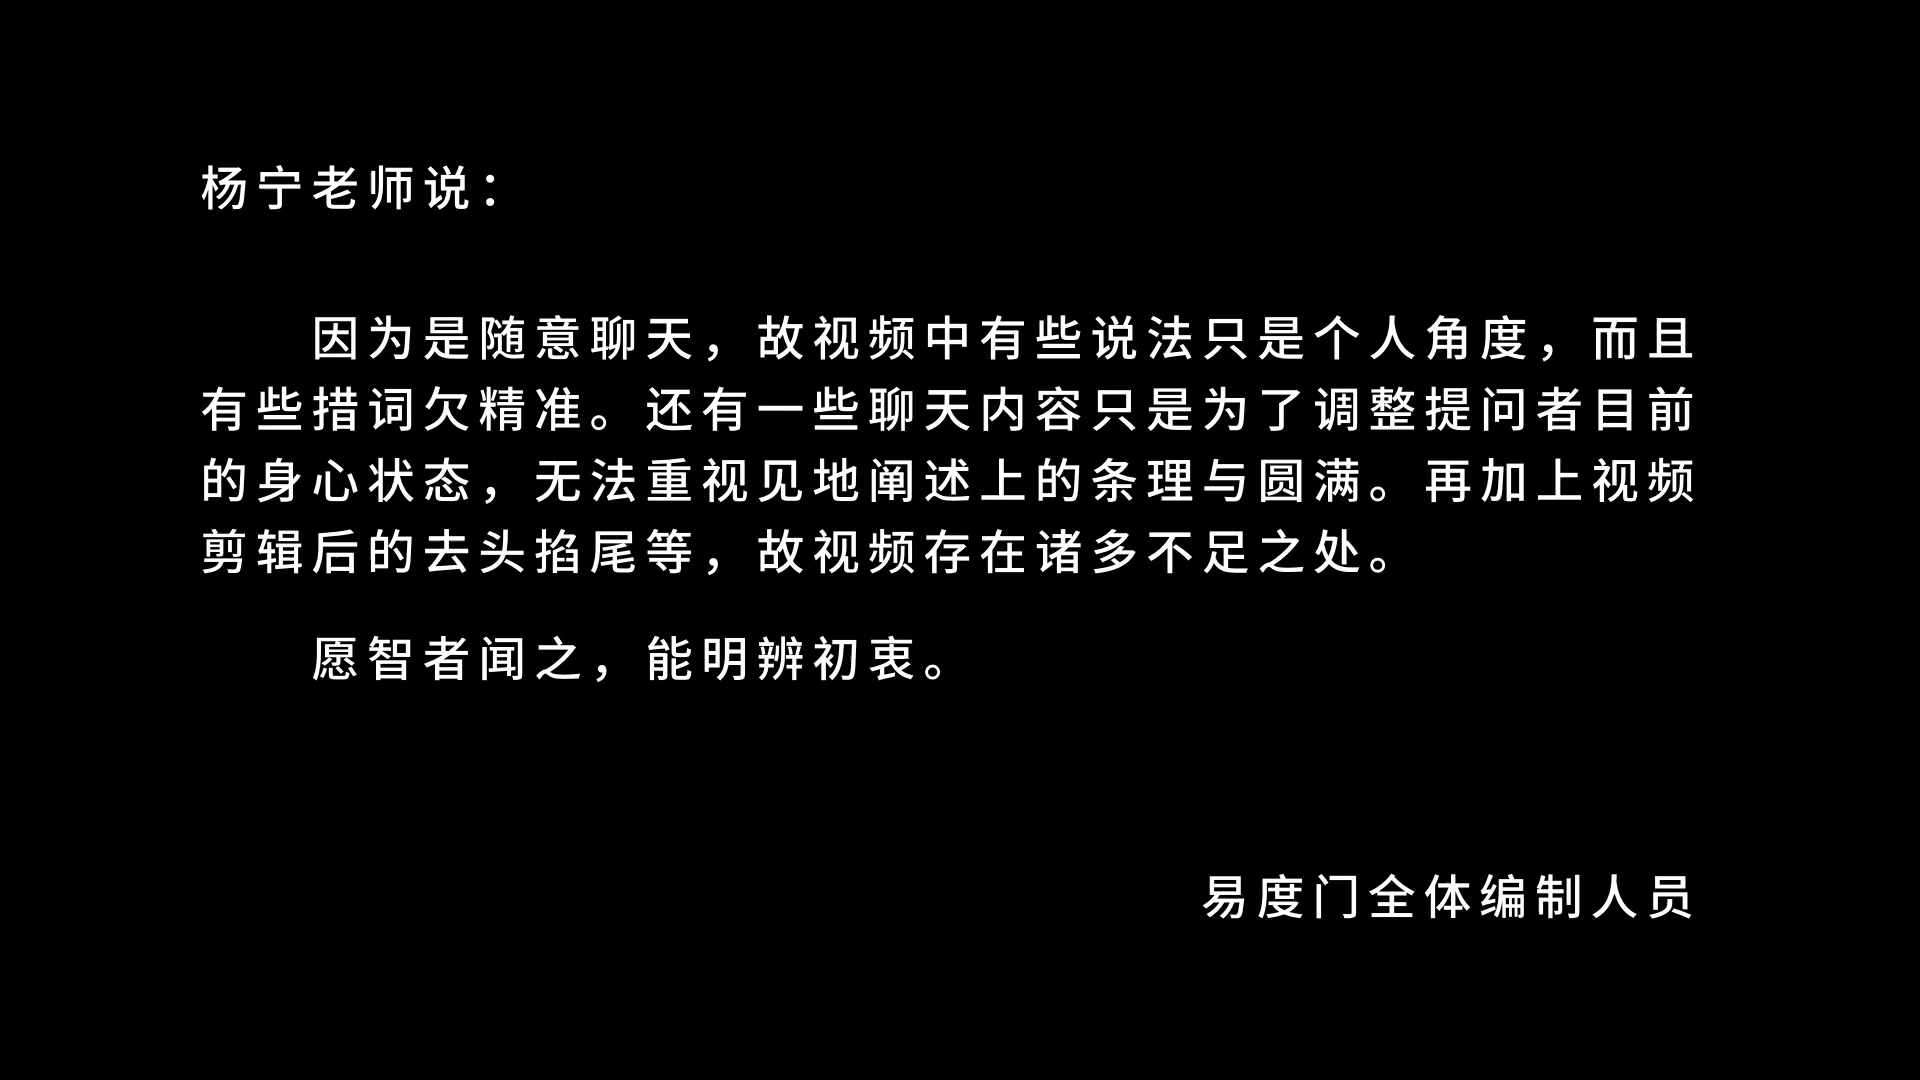 杨宁老师说：
因为是随意聊天，故视频中有些说法只是个人角度，而且
有些措词欠精准。还有一些聊天内容只是为了调整提问者目前
的身心状态，无法重视见地阐述上的条理与圆满。再加上视频
剪辑后的去头掐尾等，故视频存在诸多不足之处。
愿智者闻之，能明辨初衷。
易度门全体编制人员